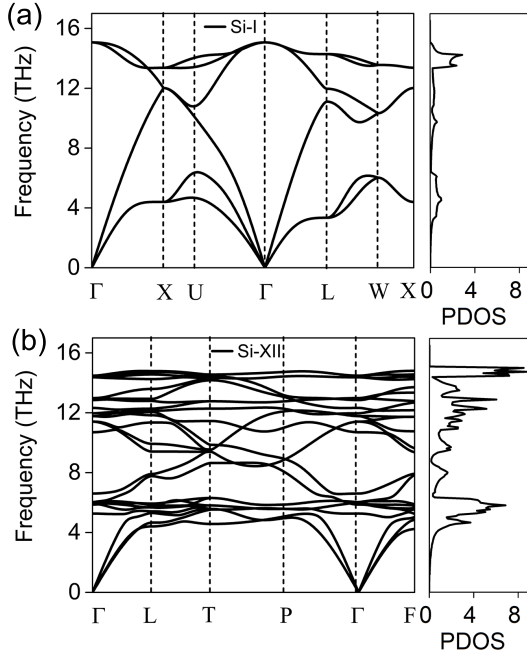 (a)
Si-I
Frequency (THz)
16
12
8
4
0
Γ X U Γ L W X
0 4 8
PDOS
(b)
Si-XII
Frequency (THz)
16
12
8
4
0
Γ L T P Γ F
0 4 8
PDOS